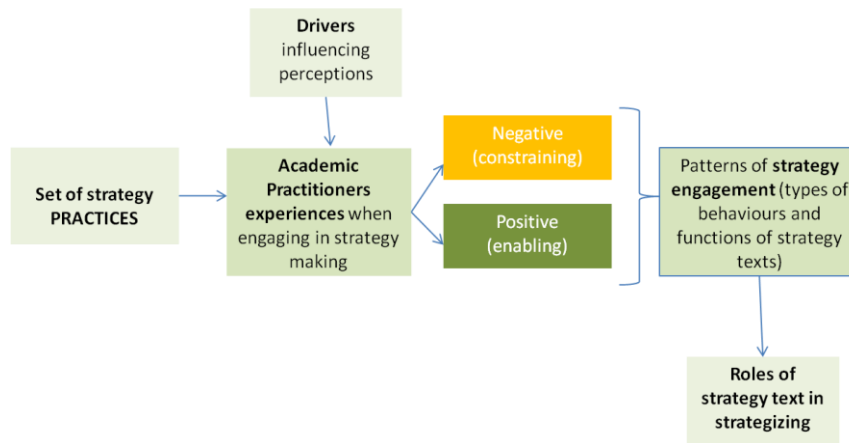 Drivers
influencing
perceptions
Set of strategy
PRACTICES
Academic
Practitioners
experiences when
engaging in strategy
making
Negative
(constraining)
Positive
(enabling)
Patterns of strategy
engagement (types of
behaviours and
functions of strategy
texts)
Roles of
strategy text in
strategizing